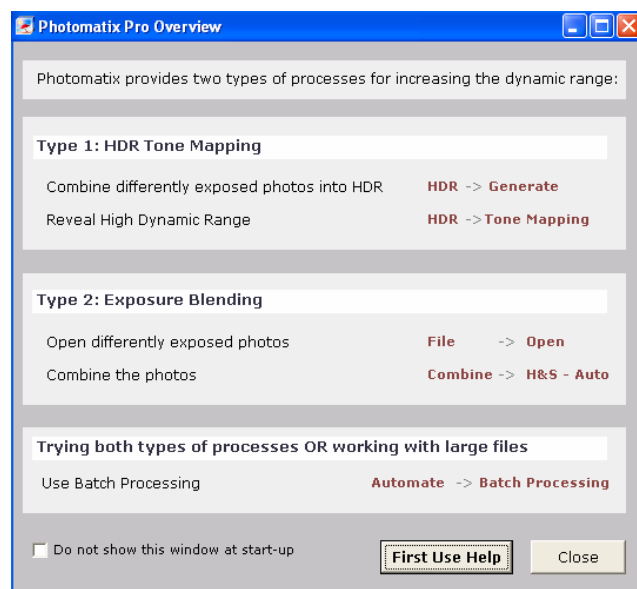 Photomatix Pro Overview
Photomatix provides two types of processes for increasing the dynamic range:
Type 1: HDR Tone Mapping
Combine differently exposed photos into HDR HDR -> Generate
Reveal High Dynamic Range HDR ->Tone Mapping
Type 2: Exposure Blending
Open differently exposed photos File -> Open
Combine the photos Combine -> H&S - Auto
Trying both types of processes OR working with large files
Use Batch Processing Automate -> Batch Processing
Do not show this window at start-up First Use Help Close